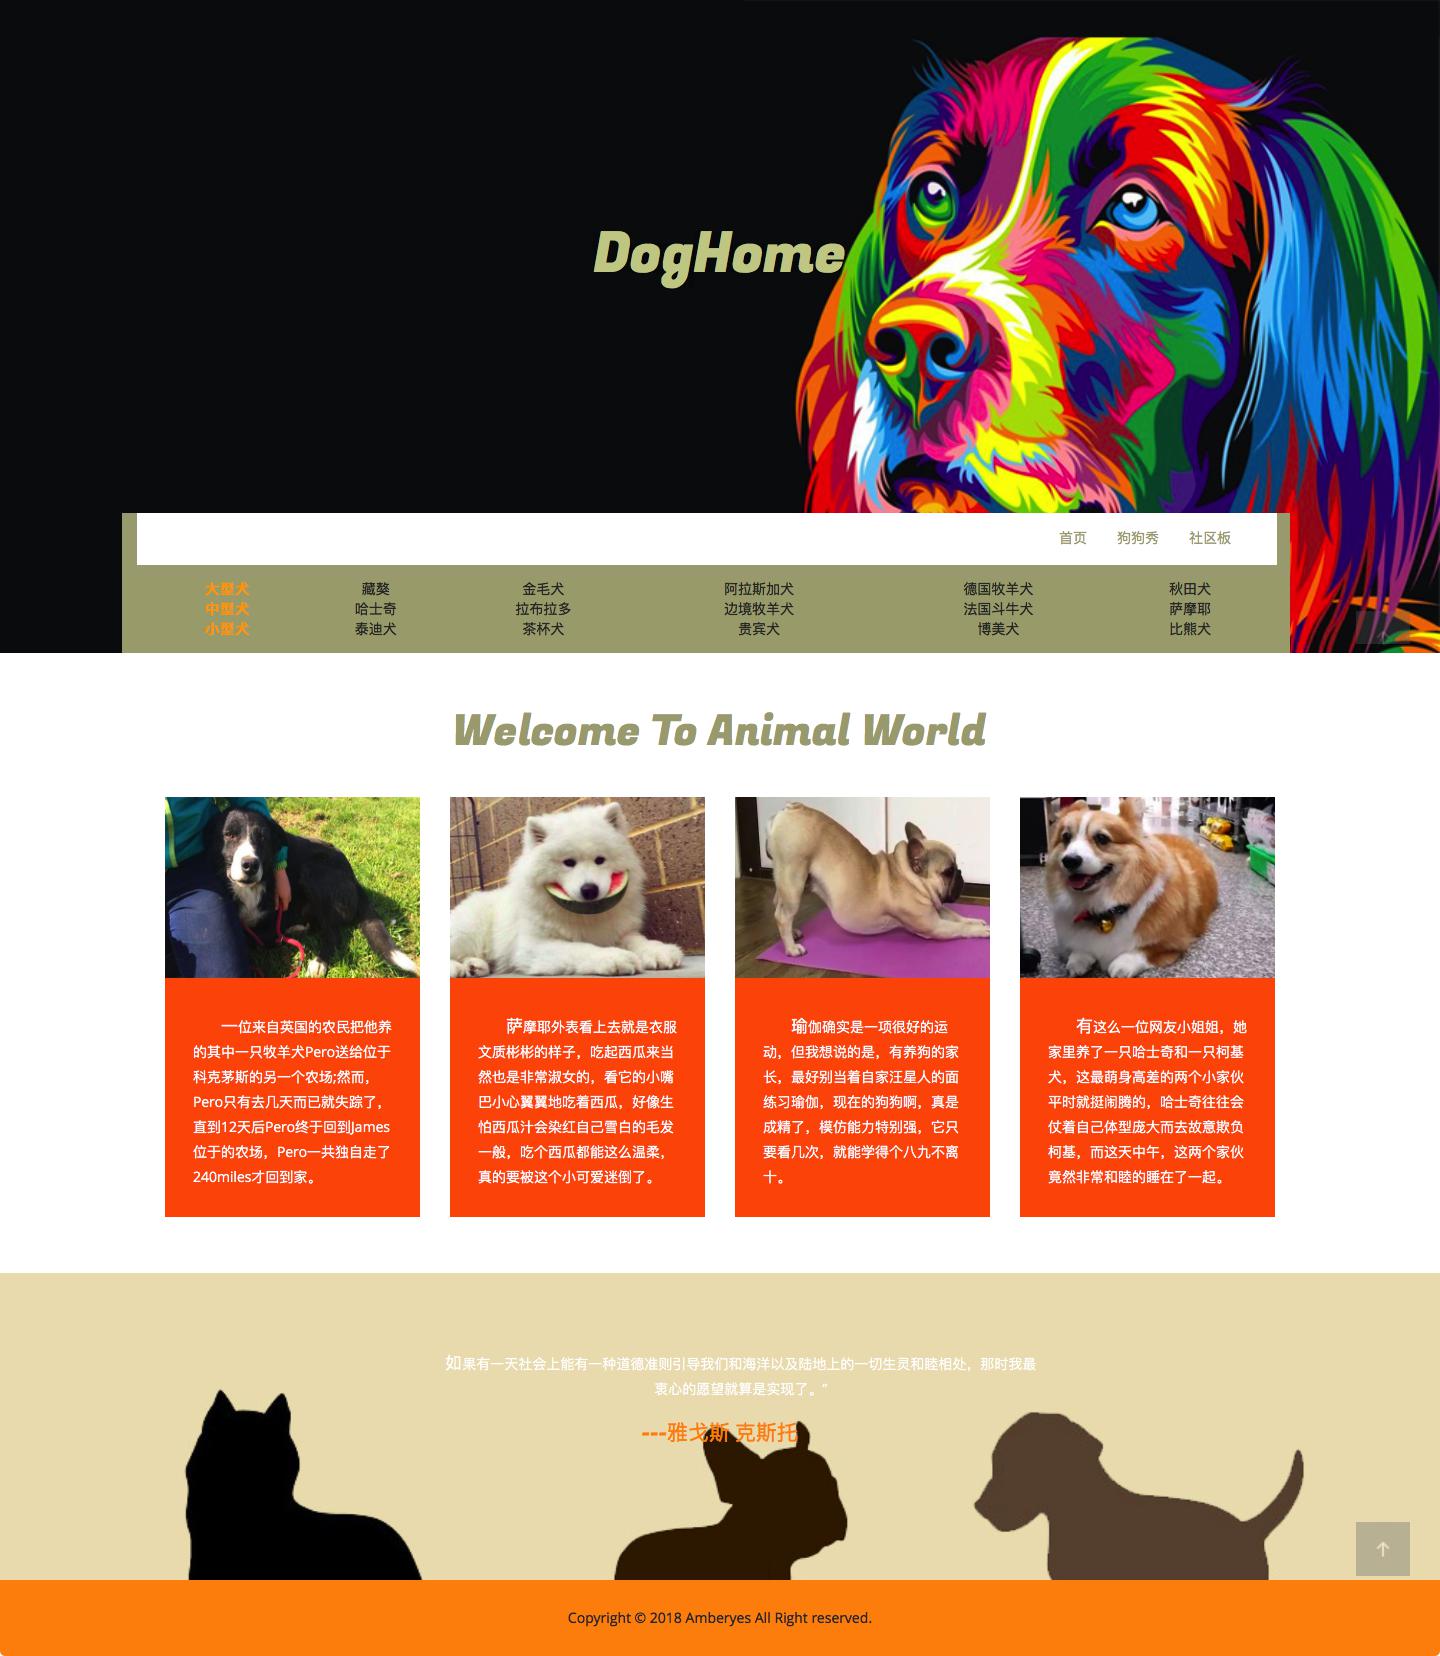 DogHome
首页 狗狗秀 社区板
大型犬 藏獒 金毛犬 阿拉斯加犬 德国牧羊犬 秋田犬
中型犬 哈士奇 拉布拉多 边境牧羊犬 法国斗牛犬 萨摩耶
小型犬 泰迪犬 茶杯犬 贵宾犬 博美犬 比熊犬
Welcome To Animal World
一位来自英国的农民把他养
的其中一只牧羊犬Pero送给位于
科克茅斯的另一个农场;然而，
Pero只有去几天而已就失踪了，
直到12天后Pero终于回到James
位于的农场，Pero一共独自走了
240miles才回到家。
萨摩耶外表看上去就是衣服
文质彬彬的样子，吃起西瓜来当
然也是非常淑女的，看它的小嘴
巴小心翼翼地吃着西瓜，好像生
怕西瓜汁会染红自己雪白的毛发
一般，吃个西瓜都能这么温柔，
真的要被这个小可爱迷倒了。
瑜伽确实是一项很好的运
动，但我想说的是，有养狗的家
长，最好别当着自家汪星人的面
练习瑜伽，现在的狗狗啊，真是
成精了，模仿能力特别强，它只
要看几次，就能学得个八九不离
十。
有这么一位网友小姐姐，她
家里养了一只哈士奇和一只柯基
犬，这最萌身高差的两个小家伙
平时就挺闹腾的，哈士奇往往会
仗着自己体型庞大而去故意欺负
柯基，而这天中午，这两个家伙
竟然非常和睦的睡在了一起。
如果有一天社会上能有一种道德准则引导我们和海洋以及陆地上的一切生灵和睦相处，那时我最
衷心的愿望就算是实现了。”
---雅戈斯 克斯托
Copyright © 2018 Amberyes All Right reserved.